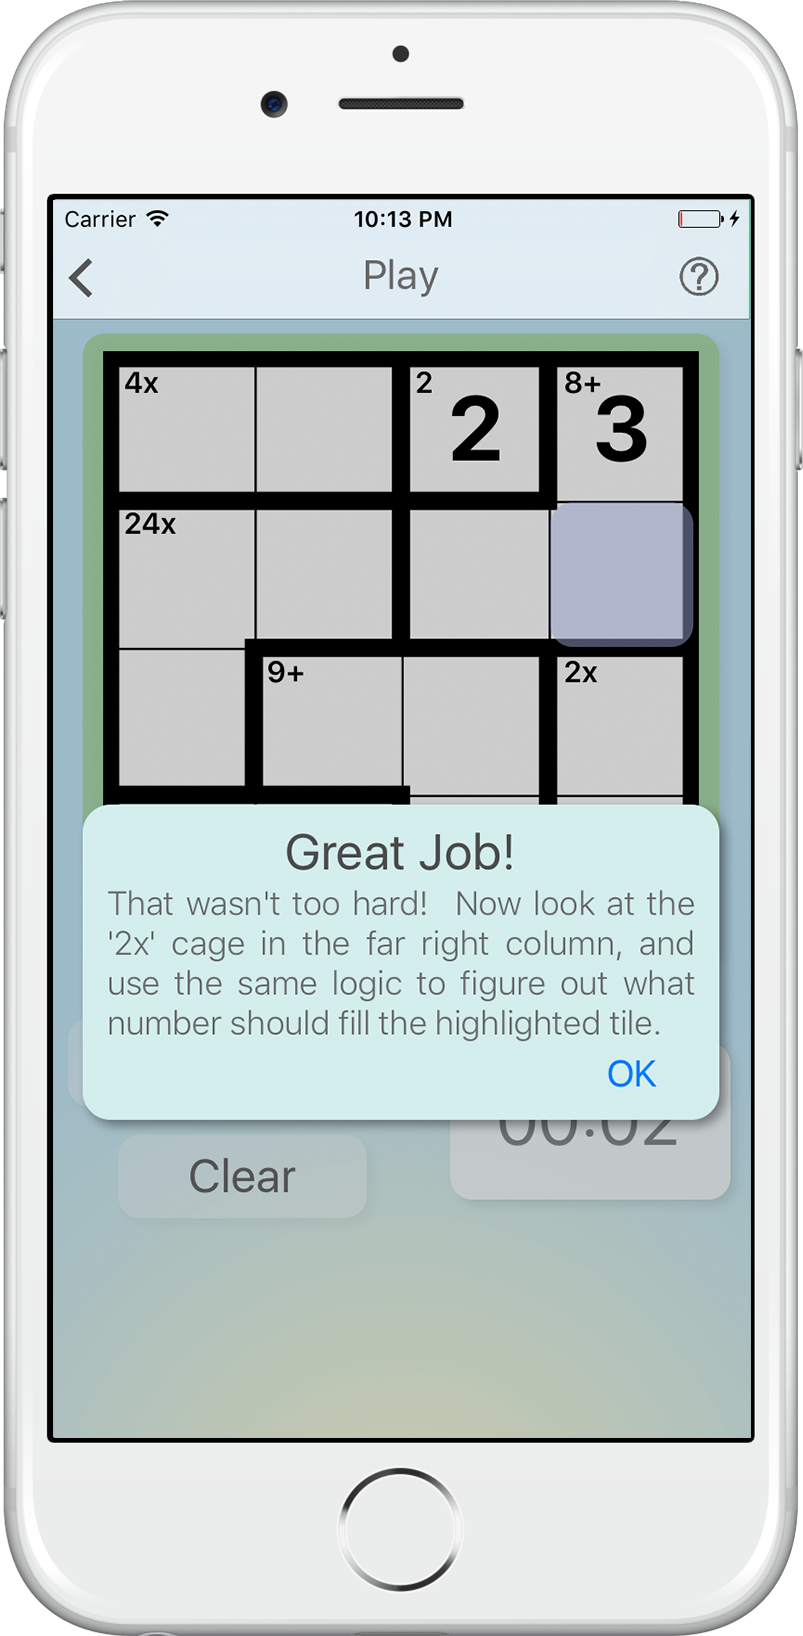 Carrier 10:13 PM
Play
4x 2 8+
2 3
24x
9+ 2x
Great Job!
That wasn't too hard!  Now look at the
'2x' cage in the far right column, and
use the same logic to figure out what
number should fill the highlighted tile.
OK
00:02
Clear